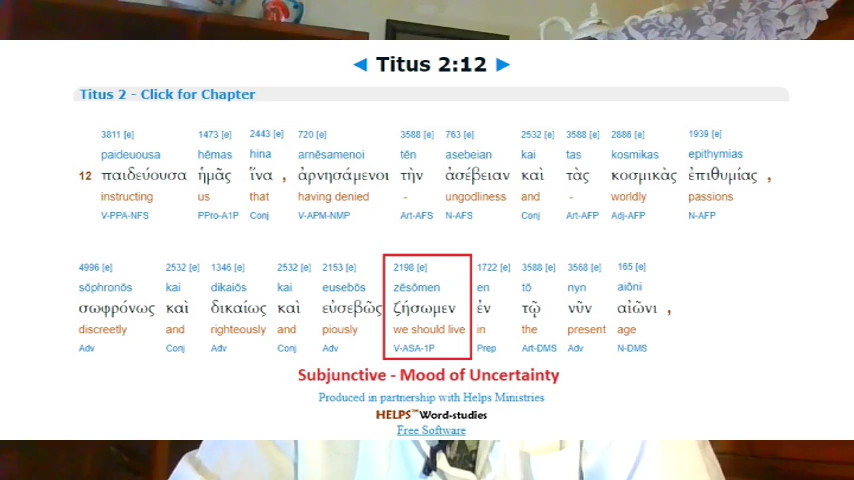 ◄ Titus 2:12 ►
Titus 2 - Click for Chapter
3811 [e] 1473 [e] 2443 [e] 720 [e] 3588 [e] 763 [e] 2532 [e] 3588 [e] 2886 [e] 1939 [e]
paideuousa hēmas hina arnēsamenoi tēn asebeian kai tas kosmikas epithymias
12 παιδεύουσα ἡμᾶς ἵνα , ἀρνησάμενοι τὴν ἀσέβειαν καὶ τὰς κοσμικὰς ἐπιθυμίας ,
instructing us that having denied - ungodliness and - worldly passions
V-PPA-NFS PPro-A1P Conj V-APM-NMP Art-AFS N-AFS Conj Art-AFP Adj-AFP N-AFP
4996 [e] 2532 [e] 1346 [e] 2532 [e] 2153 [e] 2198 [e] 1722 [e] 3588 [e] 3568 [e] 165 [e]
sōphronōs kai dikaiōs kai eusebōs zēsōmen en tō nyn aiōni
σωφρόνως καὶ δικαίως καὶ εὐσεβῶς ζήσωμεν ἐν τῷ νῦν αἰῶνι ,
discreetly and righteously and piously we should live in the present age
Adv Conj Adv Conj Adv V-ASA-1P Prep Art-DMS Adv N-DMS
Subjunctive - Mood of Uncertainty
Produced in partnership with Helps Ministries
HELPS™Word-studies
Free Software